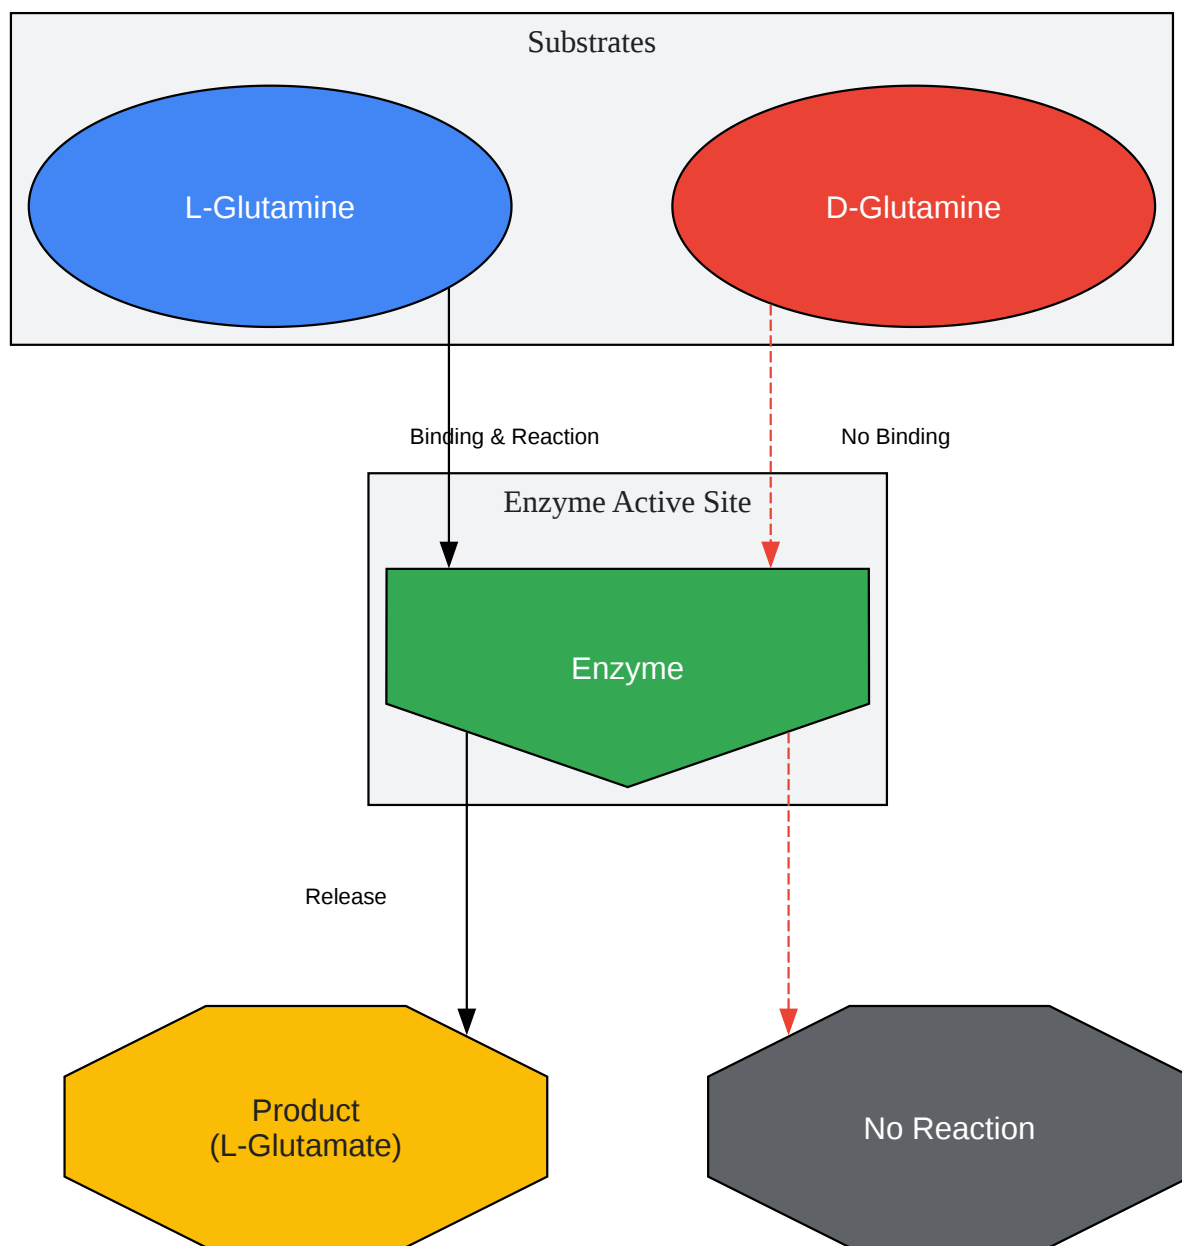 Substrates
L-Glutamine
D-Glutamine
Binding & Reaction
No Binding
Enzyme Active Site
Enzyme
Release
Product
(L-Glutamate)
No Reaction